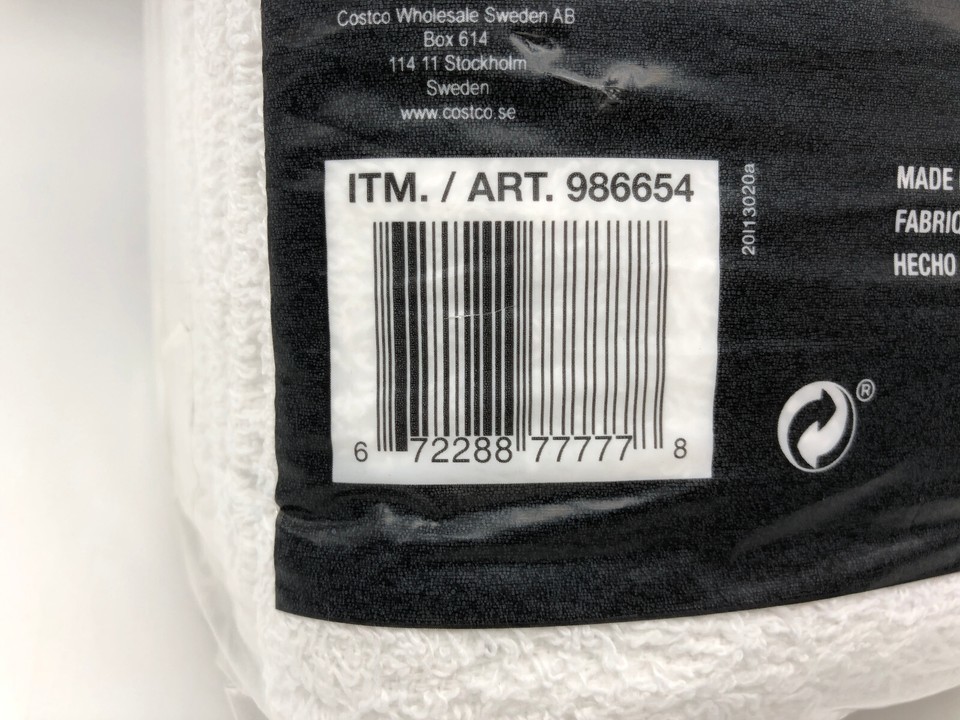 Costco Wholesale Sweden AB
Box 614
114 11 Stockholm
Sweden
www.costco.se
ITM. / ART. 986654
6 72288 77777 8
20I13020a
MADE
FABRIC
HECHO
®